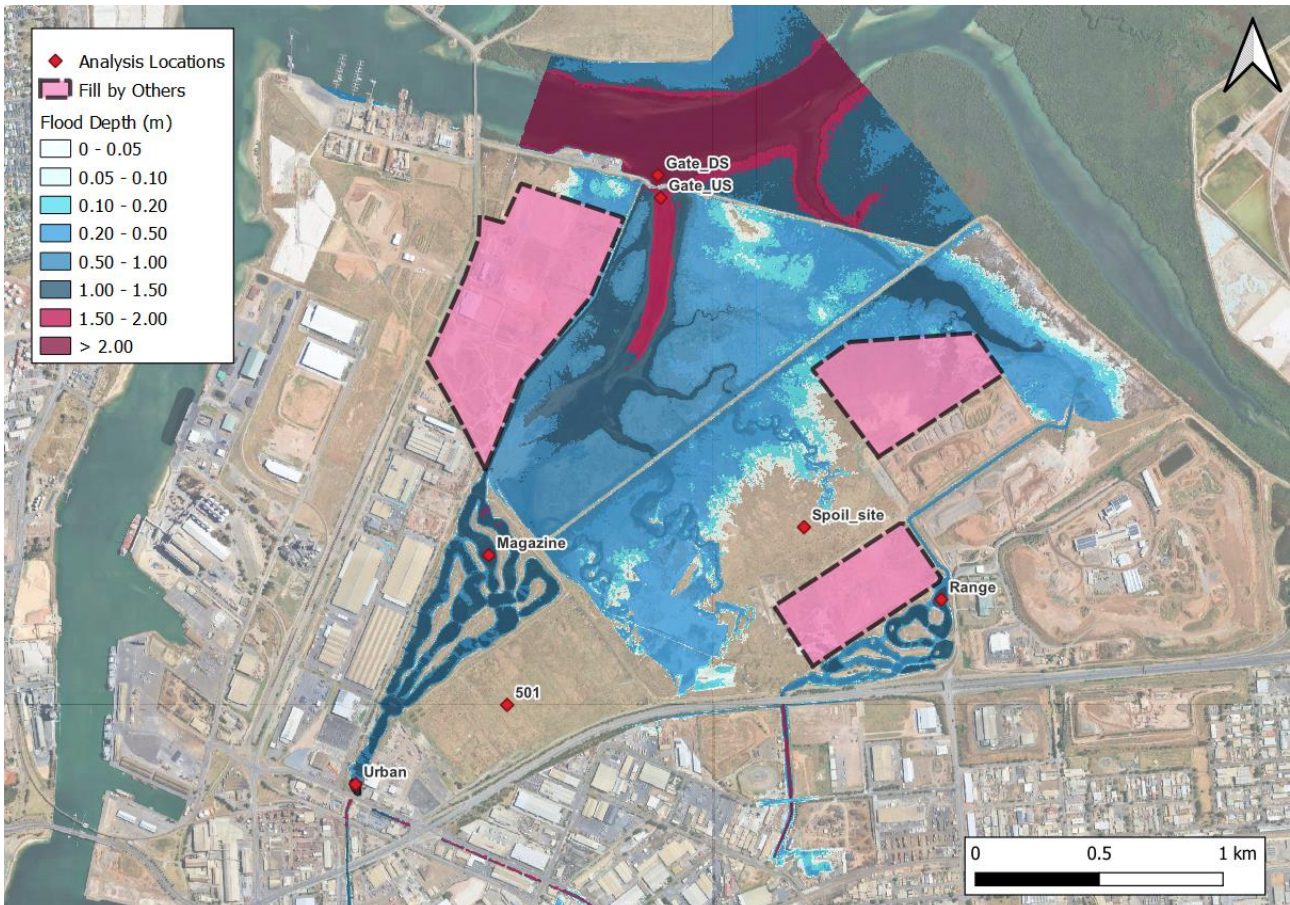 Analysis Locations
Fill by Others
Flood Depth (m)
0 - 0.05
0.05 - 0.10
0.10 - 0.20
0.20 - 0.50
0.50 - 1.00
1.00 - 1.50
1.50 - 2.00
> 2.00
Gate_DS
Gate_US
Spoil_site
Magazine
Range
501
Urban
0 0.5 1 km